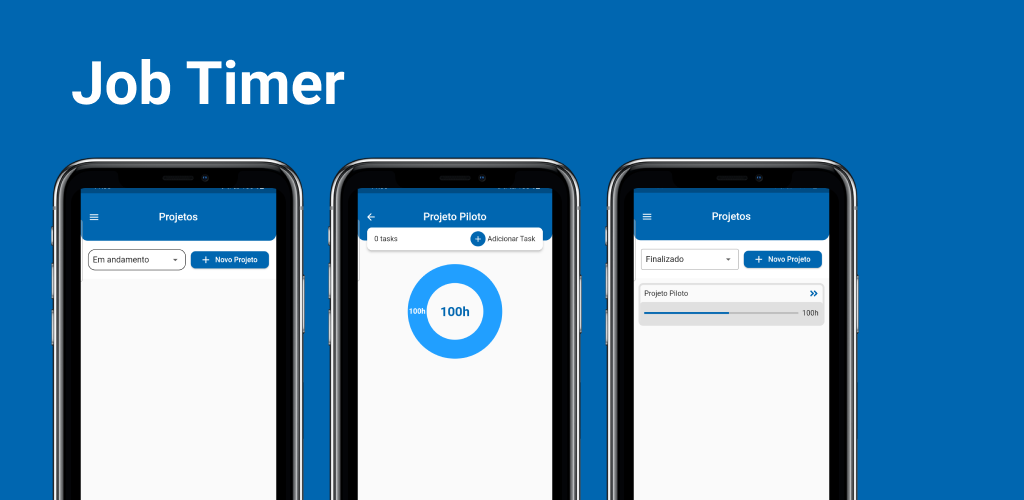 Job Timer
Projetos
Em andamento
Novo Projeto
Projeto Piloto
0 tasks
Adicionar Task
100h
100h
Projetos
Finalizado
Novo Projeto
Projeto Piloto
100h